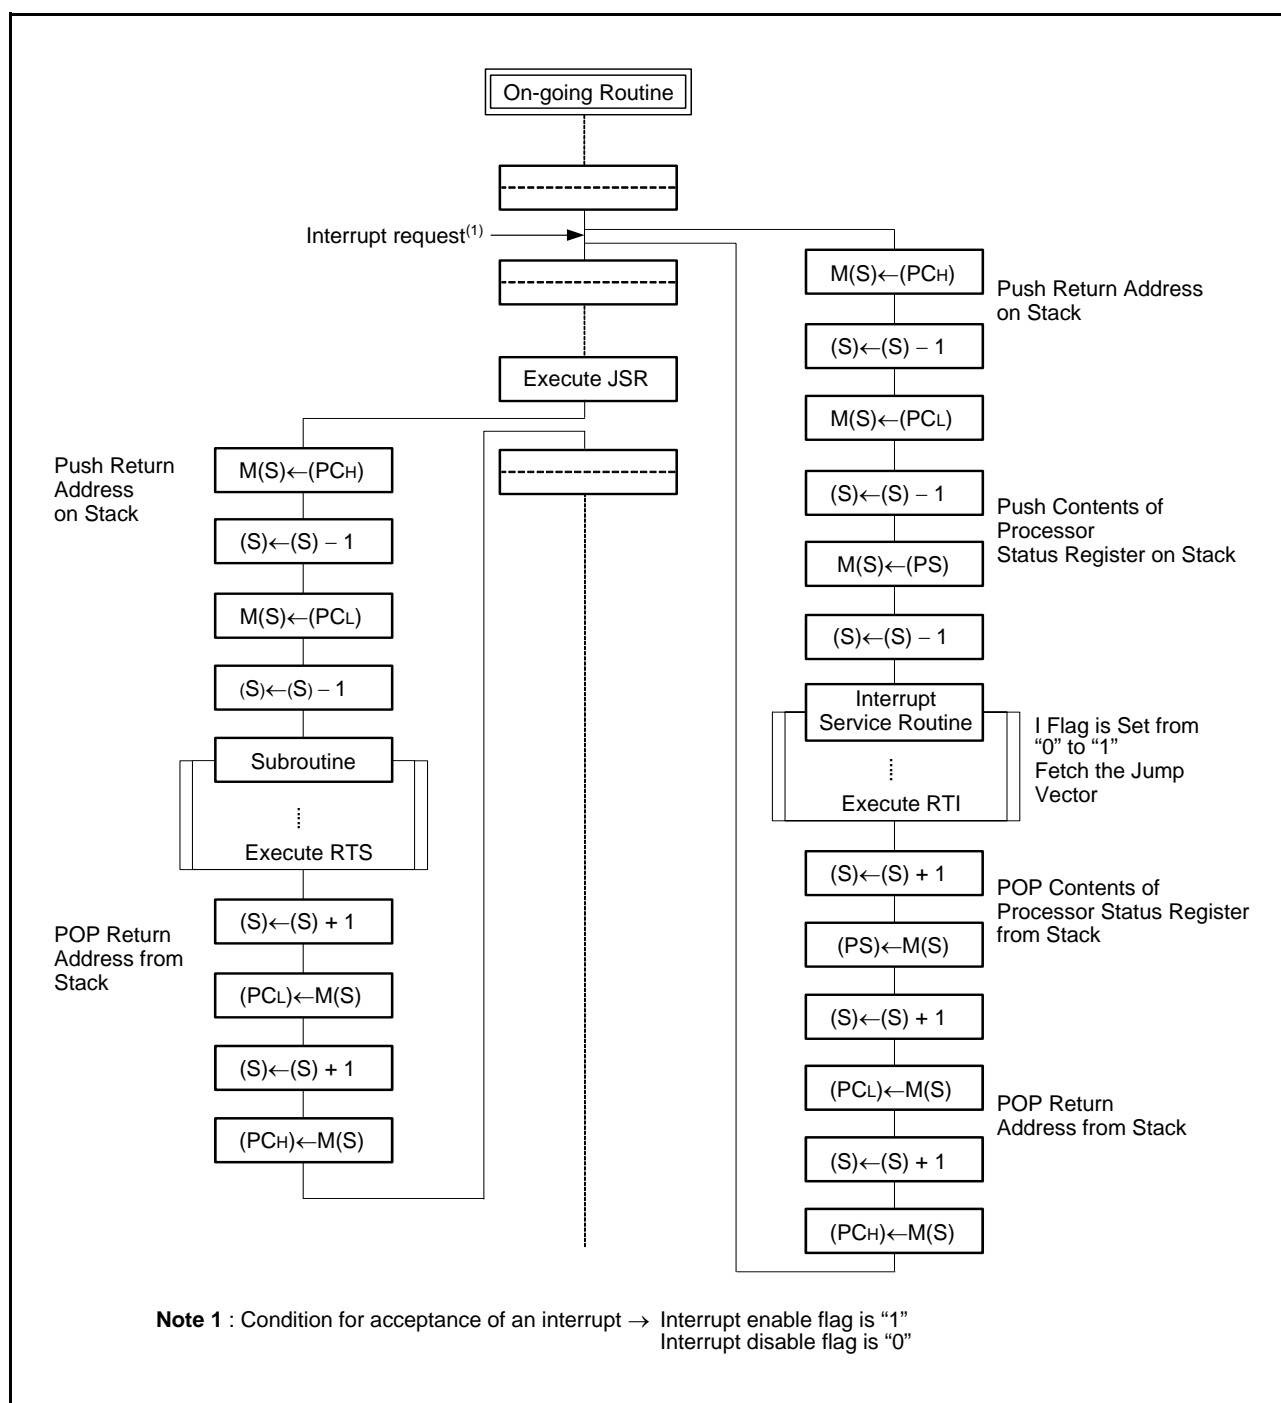 On-going Routine
Interrupt request(1)
Execute JSR
Push Return
Address
on Stack
M(S)←(PCH)
(S)←(S) – 1
M(S)←(PCL)
(S)←(S) – 1
Subroutine
Execute RTS
POP Return
Address from
Stack
(S)←(S) + 1
(PCL)←M(S)
(S)←(S) + 1
(PCH)←M(S)
M(S)←(PCH)
Push Return Address
on Stack
(S)←(S) – 1
M(S)←(PCL)
(S)←(S) – 1
Push Contents of
Processor
Status Register on Stack
M(S)←(PS)
(S)←(S) – 1
Interrupt
Service Routine
I Flag is Set from
“0” to “1”
Fetch the Jump
Vector
Execute RTI
(S)←(S) + 1
POP Contents of
Processor Status Register
from Stack
(PS)←M(S)
(S)←(S) + 1
(PCL)←M(S)
POP Return
Address from Stack
(S)←(S) + 1
(PCH)←M(S)
Note 1 : Condition for acceptance of an interrupt → Interrupt enable flag is “1”
Interrupt disable flag is “0”